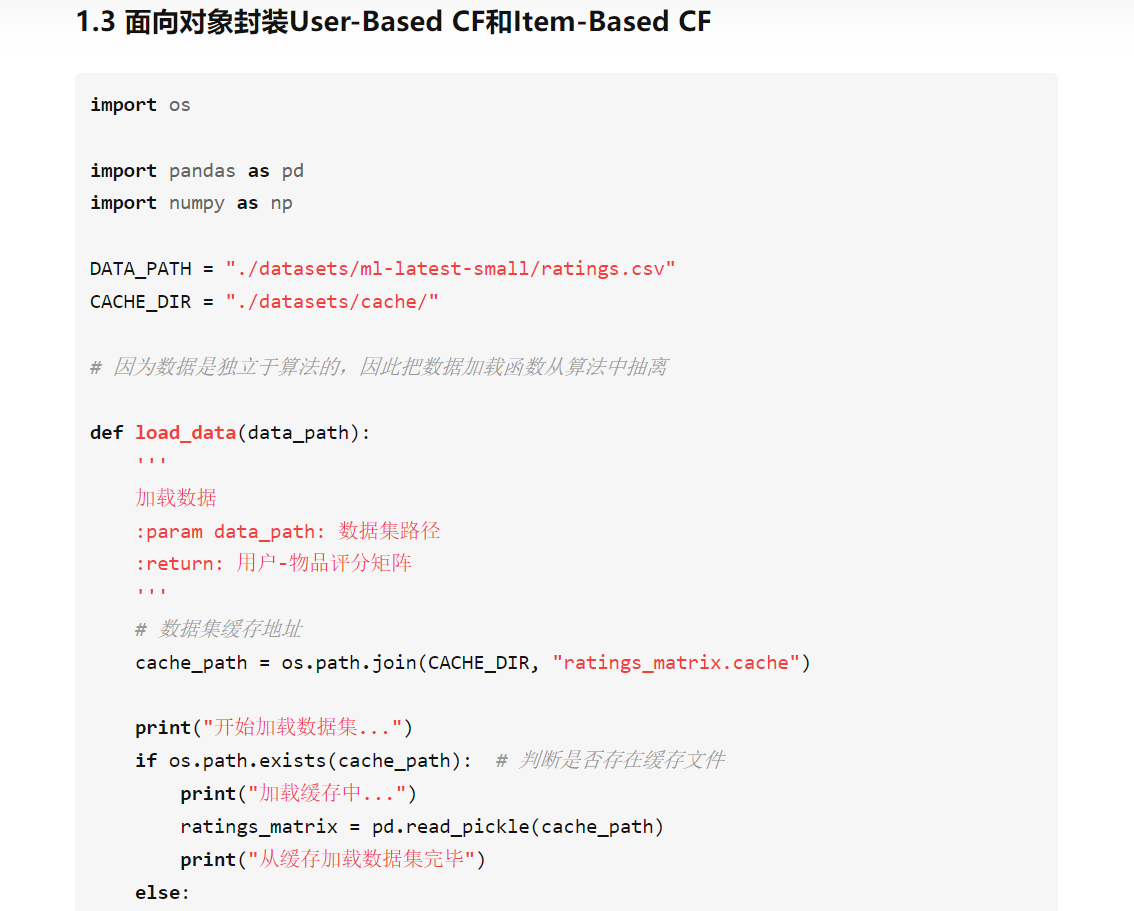 1.3 面向对象封装User-Based CF和Item-Based CF
import os
import pandas as pd
import numpy as np
DATA_PATH = "./datasets/ml-latest-small/ratings.csv"
CACHE_DIR = "./datasets/cache/"
# 因为数据是独立于算法的，因此把数据加载函数从算法中抽离
def load_data(data_path):
'''
加载数据
:param data_path: 数据集路径
:return: 用户-物品评分矩阵
'''
# 数据集缓存地址
cache_path = os.path.join(CACHE_DIR, "ratings_matrix.cache")
print("开始加载数据集...")
if os.path.exists(cache_path):  # 判断是否存在缓存文件
print("加载缓存中...")
ratings_matrix = pd.read_pickle(cache_path)
print("从缓存加载数据集完毕")
else: